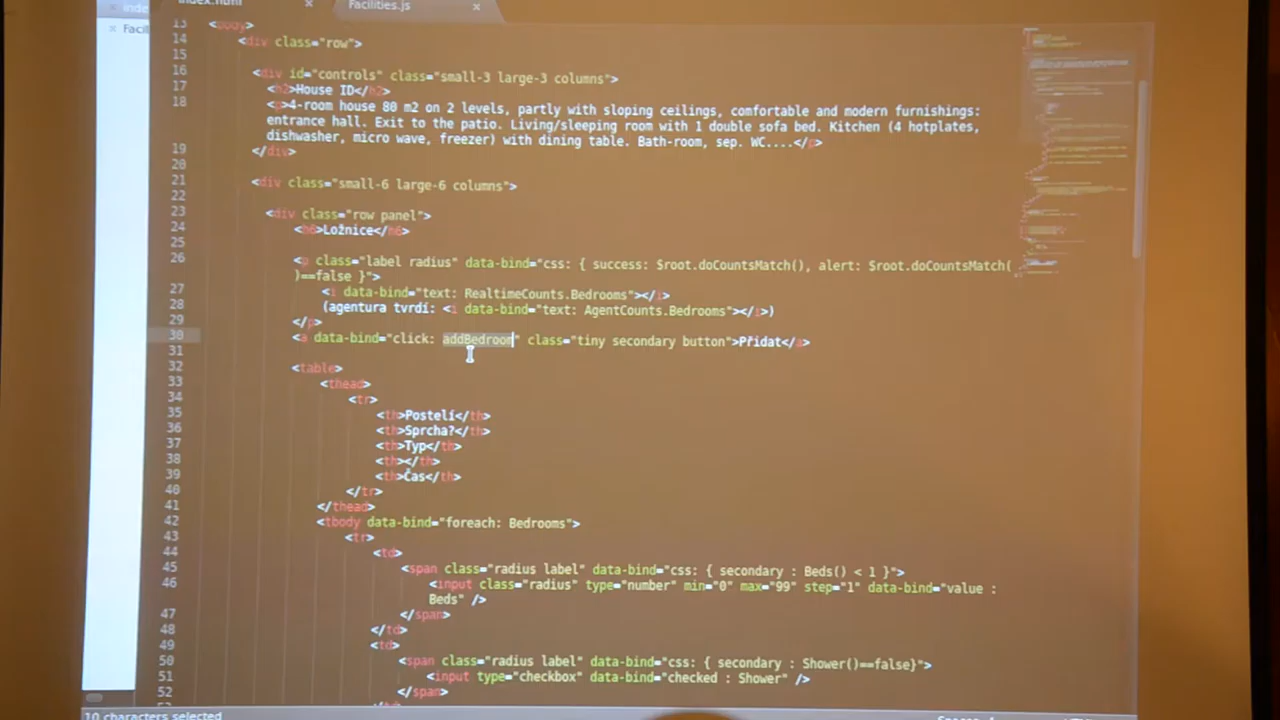 index.html
Facilities.js
13 <body>
14 <div class="row">
15
16 <div id="controls" class="small-3 large-3 columns">
17 <h2>House ID</h2>
18 <p>4-room house 80 m2 on 2 levels, partly with sloping ceilings, comfortable and modern furnishings:
entrance hall. Exit to the patio. Living/sleeping room with 1 double sofa bed. Kitchen (4 hotplates,
dishwasher, micro wave, freezer) with dining table. Bath-room, sep. WC....</p>
19 </div>
20
21 <div class="small-6 large-6 columns">
22
23 <div class="row panel">
24 <h6>Ložnice</h6>
25
26 <p class="label radius" data-bind="css: { success: $root.doCountsMatch(), alert: $root.doCountsMatch(
)==false }">
27 <i data-bind="text: RealtimeCounts.Bedrooms"></i>
28 (agentura tvrdí: <i data-bind="text: AgentCounts.Bedrooms"></i>)
29 </p>
30 <a data-bind="click: addBedroom" class="tiny secondary button">Přidat</a>
31
32 <table>
33 <thead>
34 <tr>
35 <th>Postelí</th>
36 <th>Sprcha?</th>
37 <th>Typ</th>
38 <th></th>
39 <th>Čas</th>
40 </tr>
41 </thead>
42 <tbody data-bind="foreach: Bedrooms">
43 <tr>
44 <td>
45 <span class="radius label" data-bind="css: { secondary : Beds() < 1 }">
46 <input class="radius" type="number" min="0" max="99" step="1" data-bind="value :
Beds" />
47 </span>
48 </td>
49 <td>
50 <span class="radius label" data-bind="css: { secondary : Shower()==false}">
51 <input type="checkbox" data-bind="checked : Shower" />
52 </span>
10 characters selected